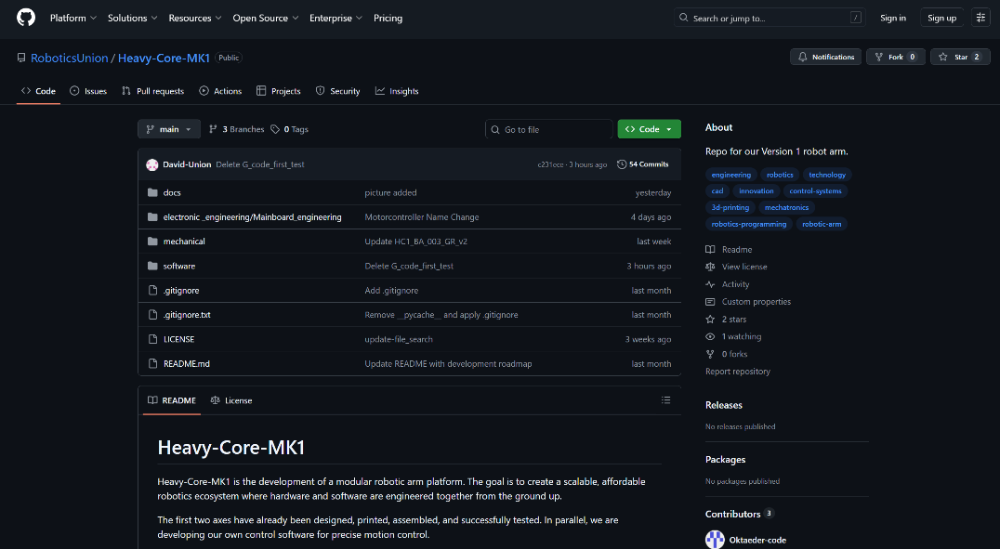 Platform Solutions Resources Open Source Enterprise Pricing Search or jump to... / Sign in Sign up
RoboticsUnion / Heavy-Core-MK1 Public Notifications Fork 0 Star 2
Code Issues Pull requests Actions Projects Security Insights
main 3 Branches 0 Tags Go to file Code
David-Union Delete G_code_first_test c231ecc · 3 hours ago 54 Commits
docs picture added yesterday
electronic _engineering/Mainboard_engineering Motorcontroller Name Change 4 days ago
mechanical Update HC1_BA_003_GR_v2 last week
software Delete G_code_first_test 3 hours ago
.gitignore Add .gitignore last month
.gitignore.txt Remove __pycache__ and apply .gitignore last month
LICENSE update-file_search 3 weeks ago
README.md Update README with development roadmap last month
README License
Heavy-Core-MK1
Heavy-Core-MK1 is the development of a modular robotic arm platform. The goal is to create a scalable, affordable
robotics ecosystem where hardware and software are engineered together from the ground up.
The first two axes have already been designed, printed, assembled, and successfully tested. In parallel, we are
developing our own control software for precise motion control.
About
Repo for our Version 1 robot arm.
engineering robotics technology
cad innovation control-systems
3d-printing mechatronics
robotics-programming robotic-arm
Readme
View license
Activity
Custom properties
2 stars
1 watching
0 forks
Report repository
Releases
No releases published
Packages
No packages published
Contributors 3
Oktaeder-code